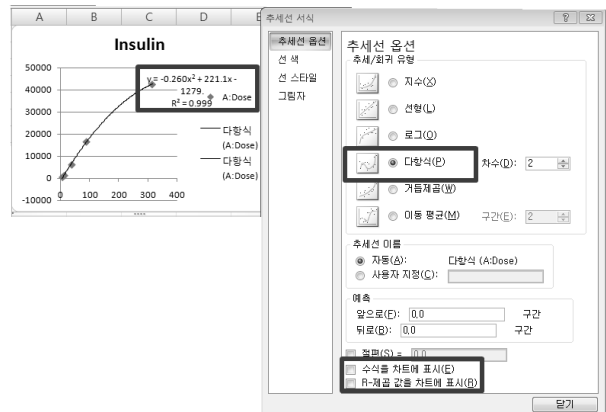 A B C D E
Insulin
50000
40000
30000
20000
10000
0
-10000
0 100 200 300 400
y = -0.260x² + 221.1x -
1279.
R² = 0.999
A:Dose
다항식
(A:Dose)
다항식
(A:Dose)
추세선 서식
추세선 옵션
선 색
선 스타일
그림자
추세선 옵션
추세/회귀 유형
지수(X)
선형(L)
로그(O)
다항식(P) 차수(D): 2
거듭제곱(W)
이동 평균(M) 구간(E): 2
추세선 이름
자동(A): 다항식 (A:Dose)
사용자 지정(C):
예측
앞으로(F): 0,0 구간
뒤로(B): 0,0 구간
절편(S) = 0,0
수식을 차트에 표시(E)
R-제곱 값을 차트에 표시(R)
닫기